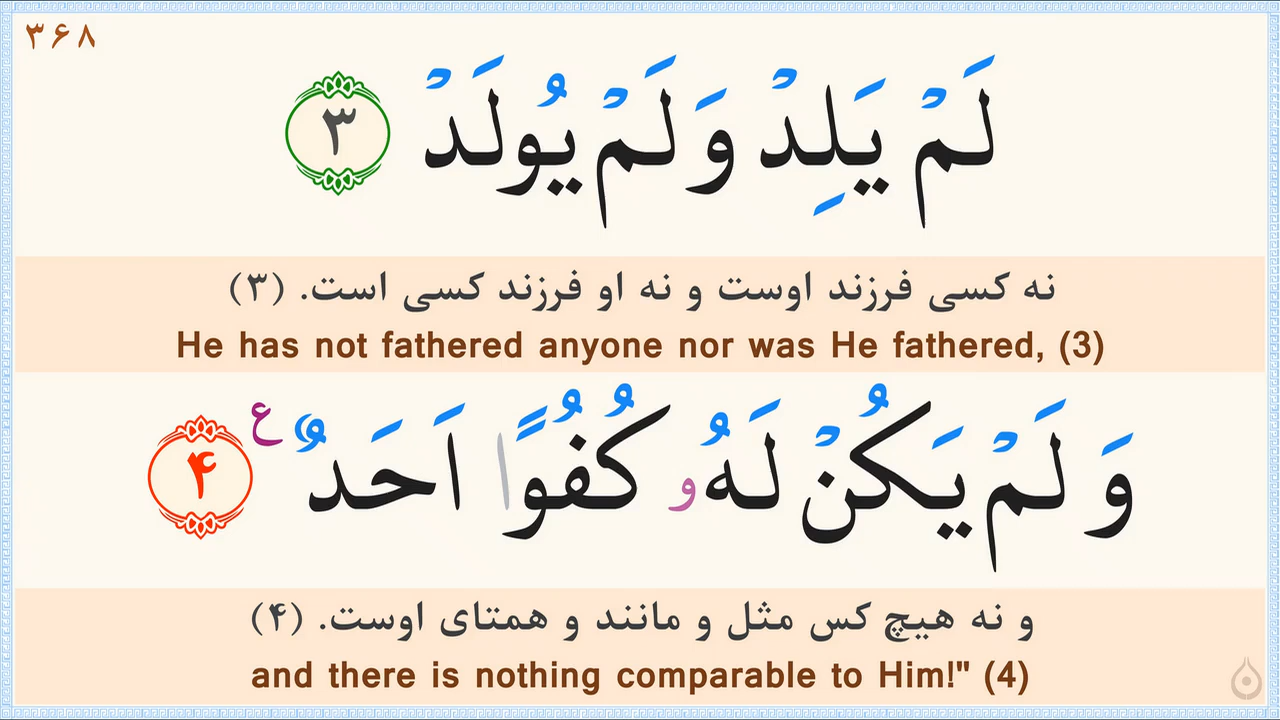 ۳۶۸
لَمْ يَلِدْ وَ لَمْ يُولَدْ ۳
نه کسی فرزند اوست و نه او فرزند کسی است. (۳)
He has not fathered anyone nor was He fathered, (3)
وَ لَمْ يَكُنْ لَهُ و كُفُوًا اَحَدٌ ع ۴
و نه هیچ کس مثل و مانند و همتای اوست. (۴)
and there is nothing comparable to Him!" (4)